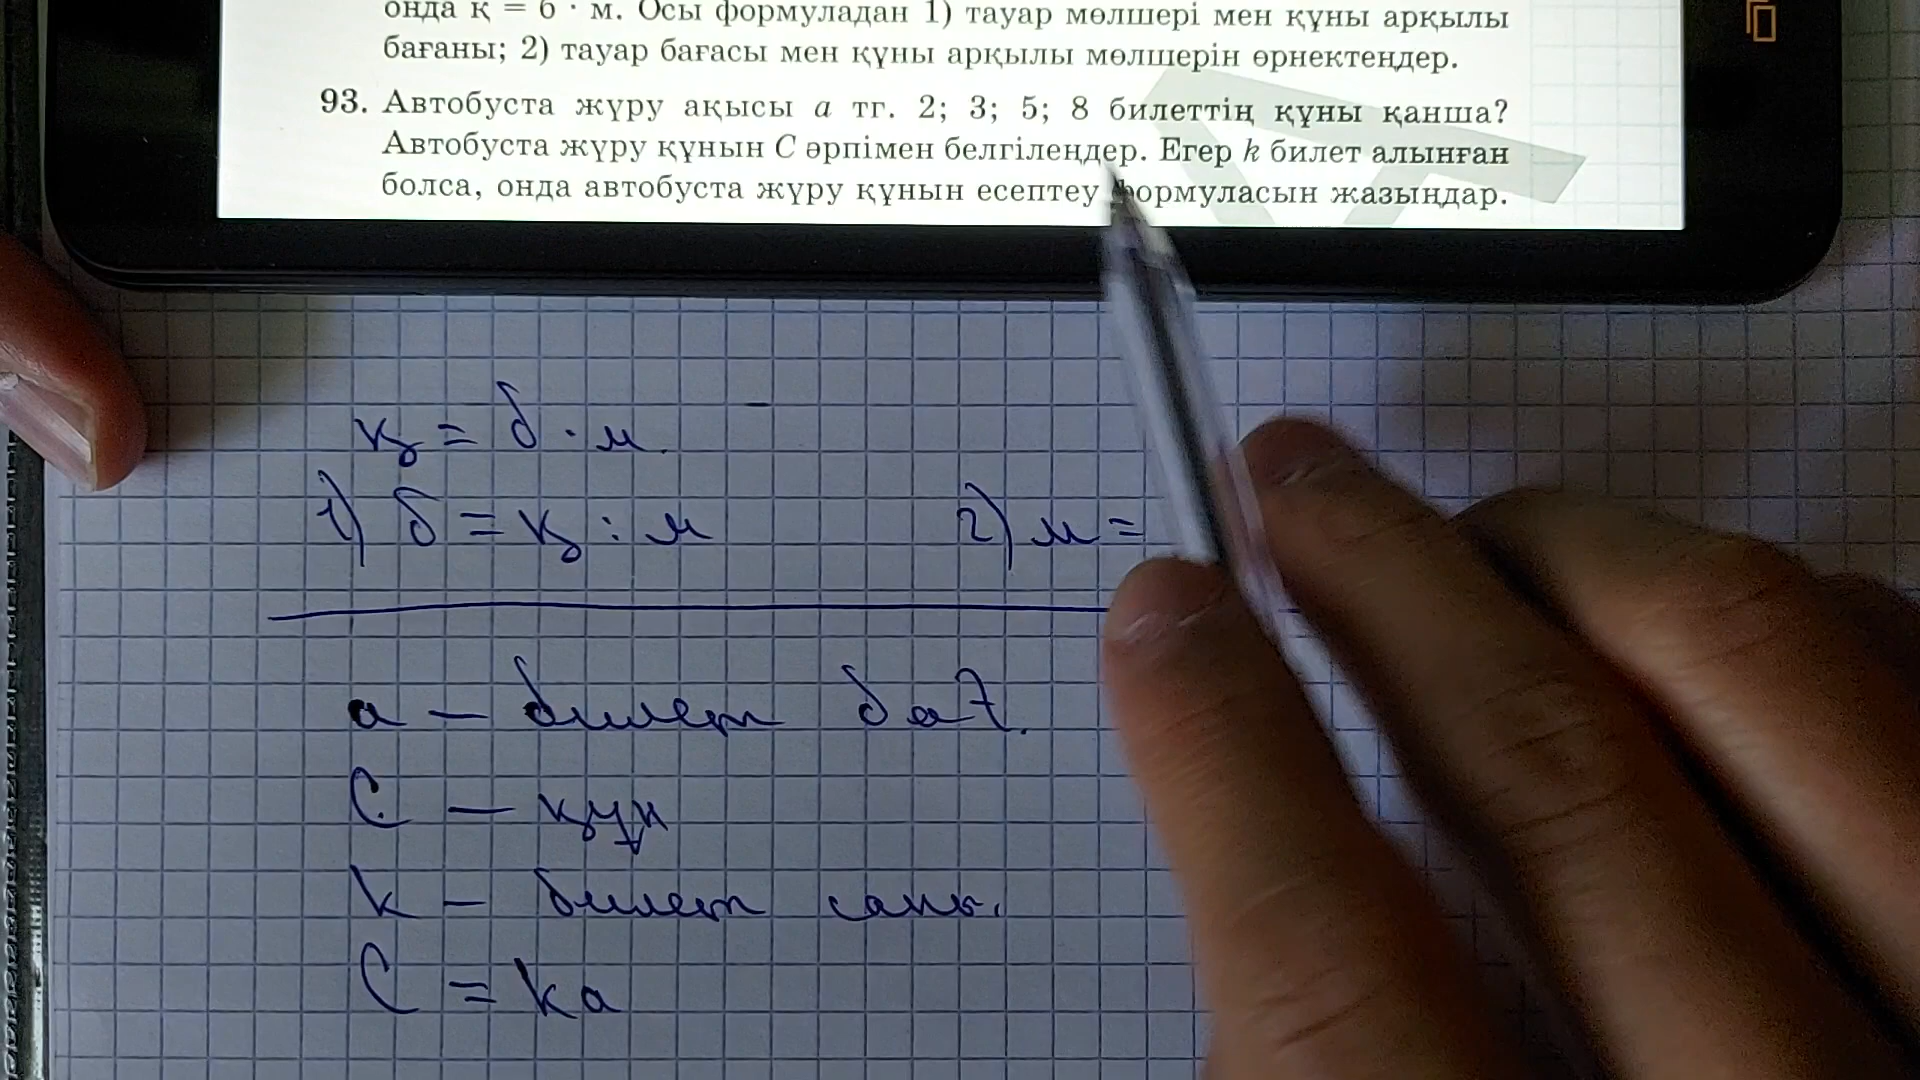 онда қ = б · м. Осы формуладан 1) тауар мөлшері мен құны арқылы
бағаны; 2) тауар бағасы мен құны арқылы мөлшерін өрнектеңдер.
93. Автобуста жүру ақысы a тг. 2; 3; 5; 8 билеттің құны қанша?
Автобуста жүру құнын C әрпімен белгілеңдер. Егер k билет алынған
болса, онда автобуста жүру құнын есептеу формуласын жазыңдар.
қ = б · м.
1) б = қ : м
2) м =
a — билет бағ.
C — құн
k — билет саны.
C = ka